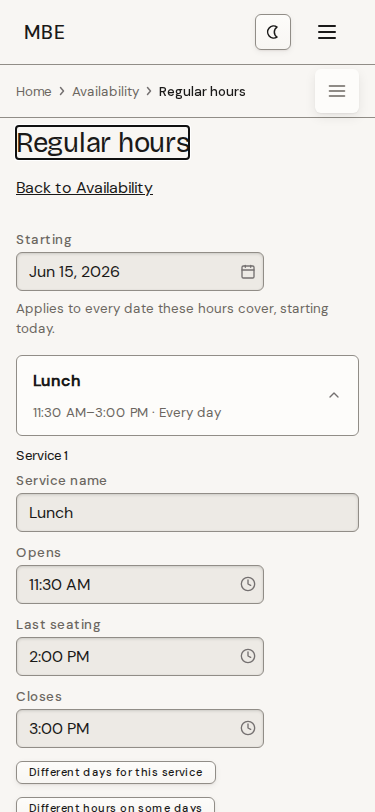 MBE
Home > Availability > Regular hours
Regular hours
Back to Availability
Starting
Jun 15, 2026
Applies to every date these hours cover, starting
today.
Lunch
11:30 AM–3:00 PM · Every day
Service 1
Service name
Lunch
Opens
11:30 AM
Last seating
2:00 PM
Closes
3:00 PM
Different days for this service
Different hours on some days